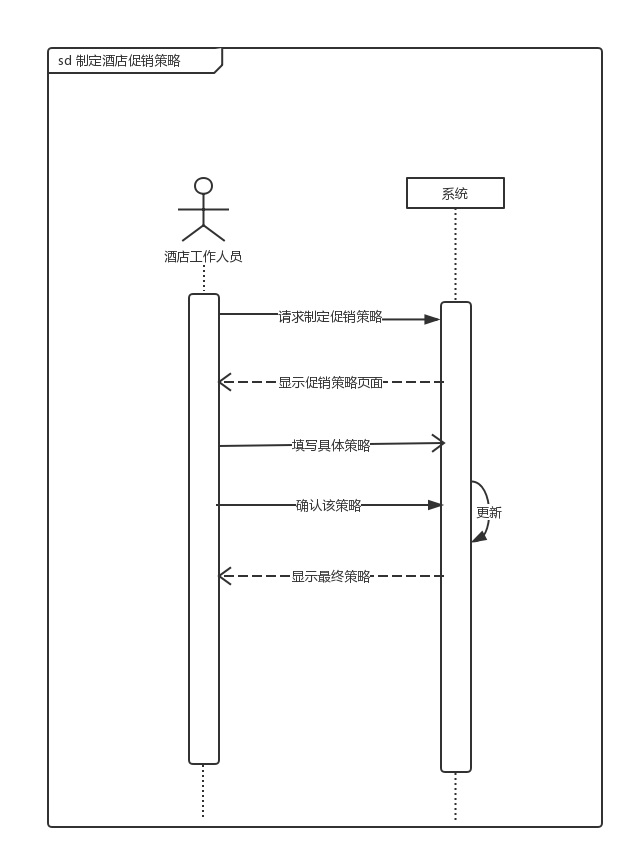 sd 制定酒店促销策略
系统
酒店工作人员
请求制定促销策略
显示促销策略页面
填写具体策略
确认该策略
更新
显示最终策略